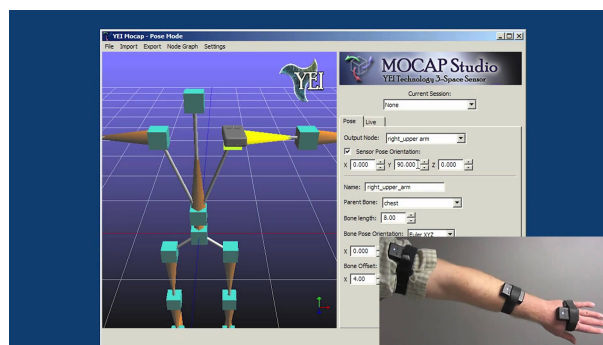 YEI Mocap - Pose Mode
File Import Export Node Graph Settings
YEI
MOCAP Studio
YEI Technology 3-Space Sensor
Current Session:
None
Pose Live
Output Node: right_upper arm
Sensor Pose Orientation:
X 0.000 Y 90.000 Z 0.000
Name: right_upper_arm
Parent Bone: chest
Bone length: 8.00
Bone Pose Orientation: Euler XYZ
X 0.000
Bone Offset:
X 4.00